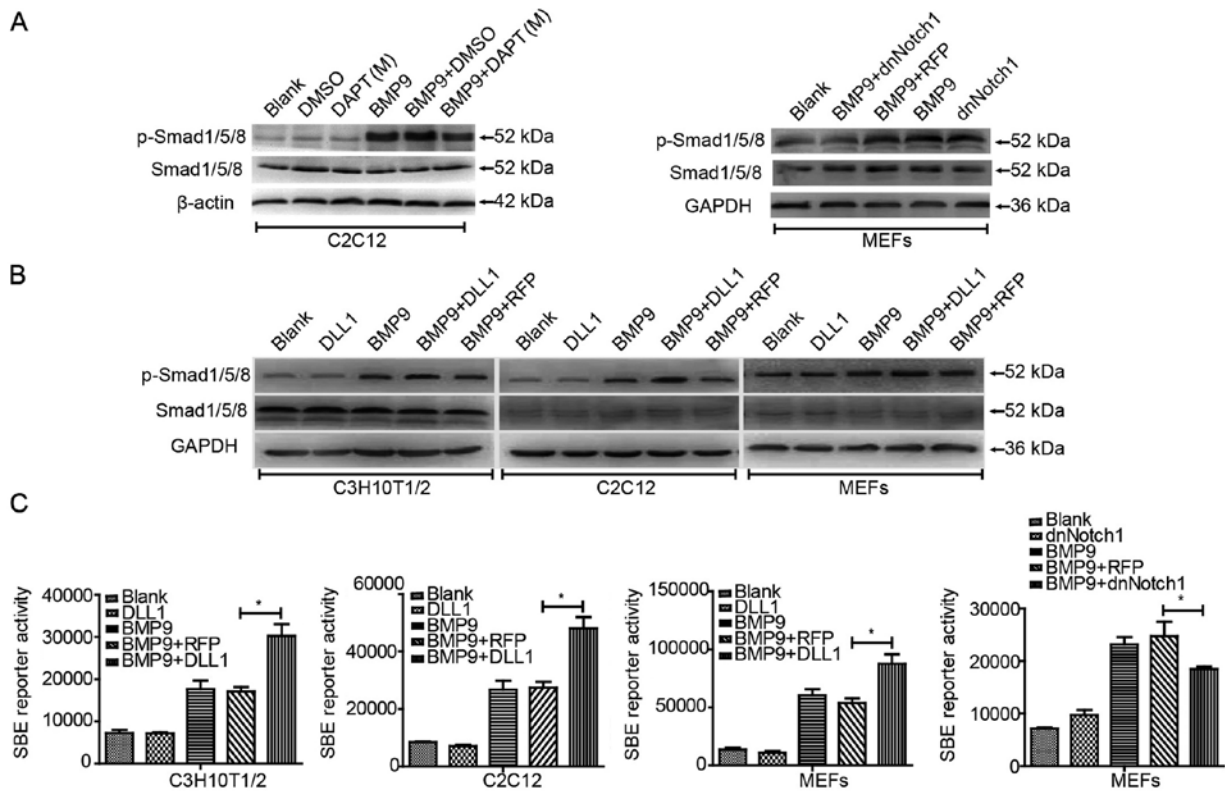 A
Blank
DMSO
DAPT (M)
BMP9
BMP9+DMSO
BMP9+DAPT (M)
p-Smad1/5/8
52 kDa
Smad1/5/8
52 kDa
β-actin
42 kDa
C2C12
Blank
BMP9+dnNotch1
BMP9+RFP
BMP9
dnNotch1
p-Smad1/5/8
52 kDa
Smad1/5/8
52 kDa
GAPDH
36 kDa
MEFs
B
Blank
DLL1
BMP9
BMP9+DLL1
BMP9+RFP
Blank
DLL1
BMP9
BMP9+DLL1
BMP9+RFP
Blank
DLL1
BMP9
BMP9+DLL1
BMP9+RFP
p-Smad1/5/8
52 kDa
Smad1/5/8
52 kDa
GAPDH
36 kDa
C3H10T1/2
C2C12
MEFs
C
SBE reporter activity
40000
30000
20000
10000
0
Blank
DLL1
BMP9
BMP9+RFP
BMP9+DLL1
*
C3H10T1/2
SBE reporter activity
60000
40000
20000
0
Blank
DLL1
BMP9
BMP9+RFP
BMP9+DLL1
*
C2C12
SBE reporter activity
150000
100000
50000
0
Blank
DLL1
BMP9
BMP9+RFP
BMP9+DLL1
*
MEFs
Blank
dnNotch1
BMP9
BMP9+RFP
BMP9+dnNotch1
SBE reporter activity
30000
20000
10000
0
*
MEFs